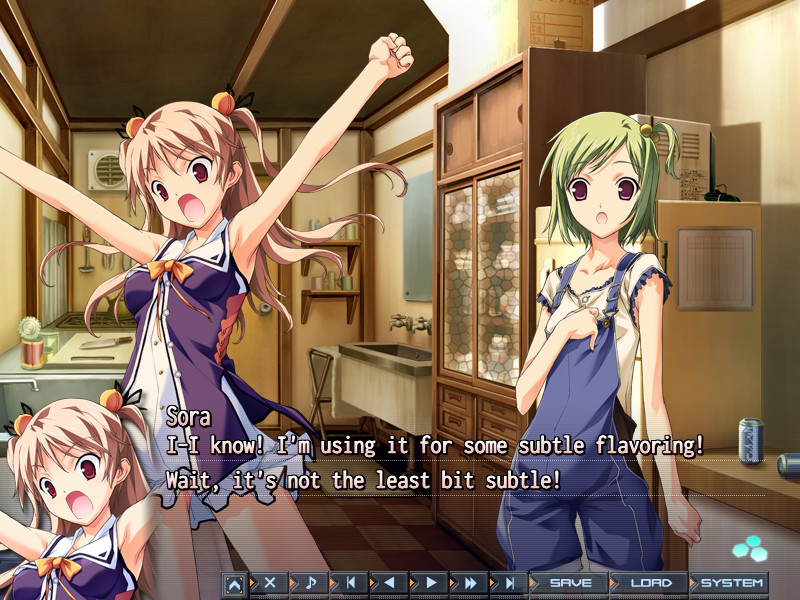 Sora
I-I know! I'm using it for some subtle flavoring!
Wait, it's not the least bit subtle!
SAVE
LOAD
SYSTEM